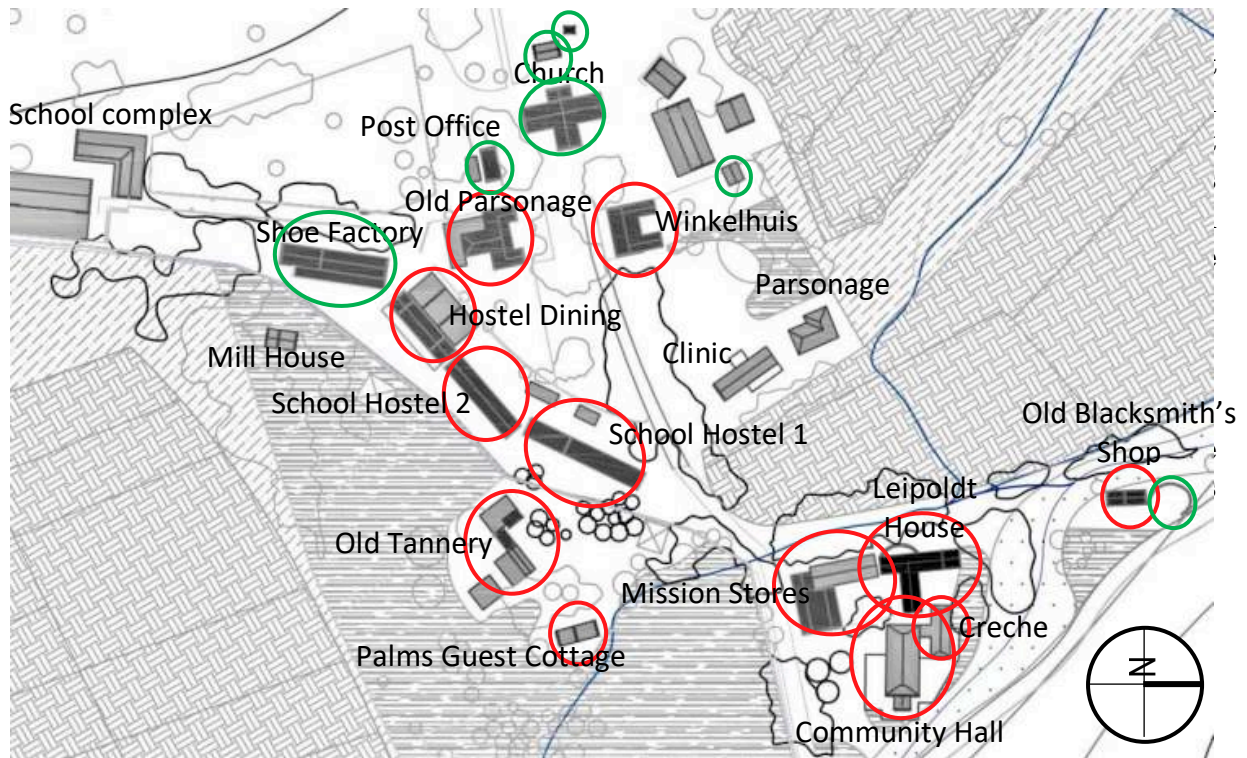 Church
School complex
Post Office
Old Parsonage
Winkelhuis
Shoe Factory
Parsonage
Hostel Dining
Mill House
Clinic
School Hostel 2
School Hostel 1
Old Blacksmith's
Shop
Leipoldt
House
Old Tannery
Mission Stores
Creche
Palms Guest Cottage
Community Hall
N